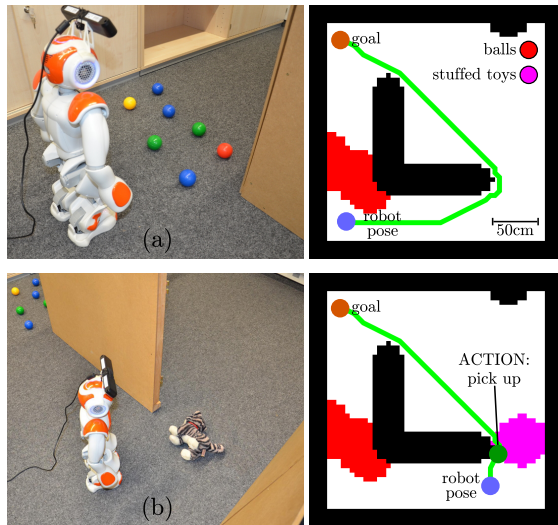 (a)
goal
balls
stuffed toys
robot
pose
50cm
(b)
goal
ACTION:
pick up
robot
pose